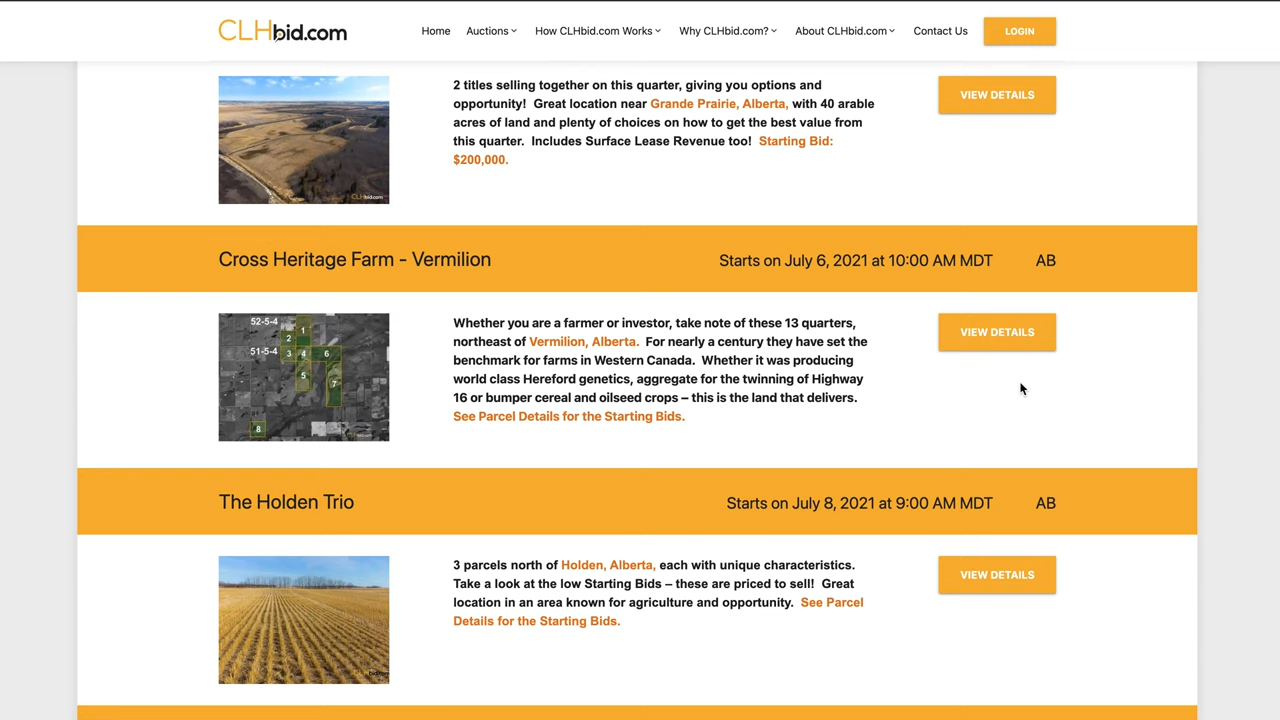 CLHbid.com
Home
Auctions
How CLHbid.com Works
Why CLHbid.com?
About CLHbid.com
Contact Us
LOGIN
2 titles selling together on this quarter, giving you options and
opportunity! Great location near Grande Prairie, Alberta, with 40 arable
acres of land and plenty of choices on how to get the best value from
this quarter. Includes Surface Lease Revenue too! Starting Bid:
$200,000.
VIEW DETAILS
CLHbid.com
Cross Heritage Farm - Vermilion
Starts on July 6, 2021 at 10:00 AM MDT
AB
52-5-4
51-5-4
1
2
3
4
6
5
7
8
Whether you are a farmer or investor, take note of these 13 quarters,
northeast of Vermilion, Alberta. For nearly a century they have set the
benchmark for farms in Western Canada. Whether it was producing
world class Hereford genetics, aggregate for the twinning of Highway
16 or bumper cereal and oilseed crops – this is the land that delivers.
See Parcel Details for the Starting Bids.
VIEW DETAILS
The Holden Trio
Starts on July 8, 2021 at 9:00 AM MDT
AB
3 parcels north of Holden, Alberta, each with unique characteristics.
Take a look at the low Starting Bids – these are priced to sell! Great
location in an area known for agriculture and opportunity. See Parcel
Details for the Starting Bids.
VIEW DETAILS
CLHbid.com